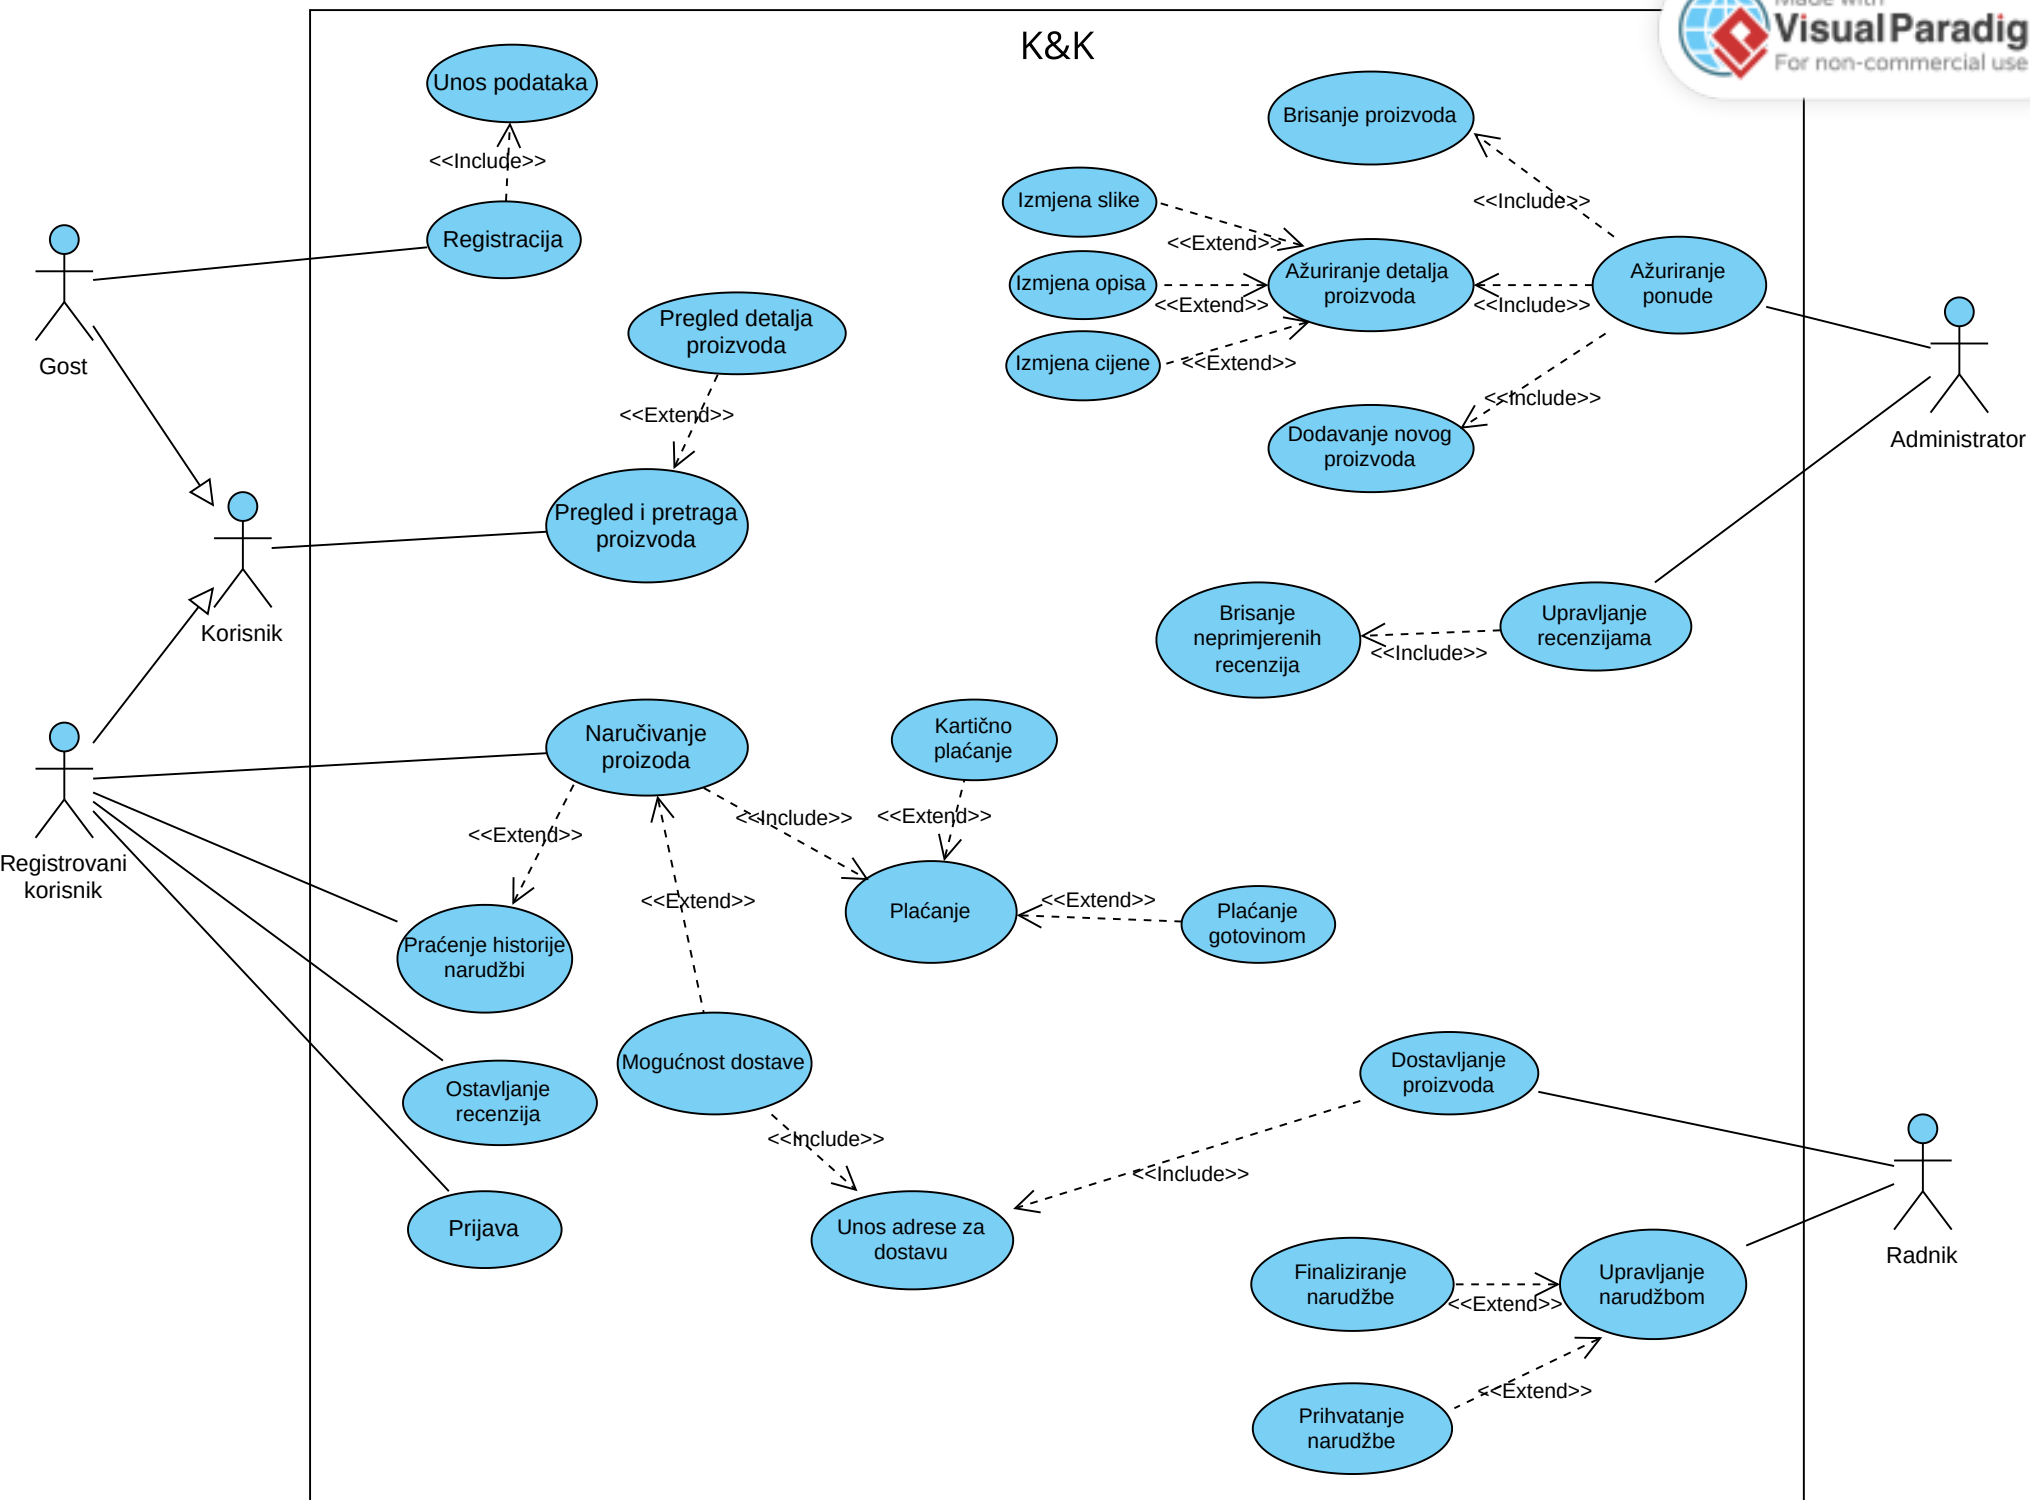 K&K
Made with
VisualParadig
For non-commercial use
Unos podataka
<<Include>>
Registracija
Gost
Pregled detalja
proizvoda
<<Extend>>
Pregled i pretraga
proizvoda
Korisnik
Brisanje proizvoda
<<Include>>
Izmjena slike
<<Extend>>
Izmjena opisa
<<Extend>>
Izmjena cijene
<<Extend>>
Ažuriranje detalja
proizvoda
<<Include>>
Ažuriranje
ponude
<<Include>>
Dodavanje novog
proizvoda
Administrator
Brisanje
neprimjerenih
recenzija
<<Include>>
Upravljanje
recenzijama
Registrovani
korisnik
Naručivanje
proizoda
<<Extend>>
<<Include>>
<<Extend>>
Kartično
plaćanje
<<Extend>>
Plaćanje
<<Extend>>
Plaćanje
gotovinom
Praćenje historije
narudžbi
Mogućnost dostave
Ostavljanje
recenzija
<<Include>>
Prijava
Unos adrese za
dostavu
<<Include>>
Dostavljanje
proizvoda
Radnik
Finaliziranje
narudžbe
<<Extend>>
Upravljanje
narudžbom
<<Extend>>
Prihvatanje
narudžbe